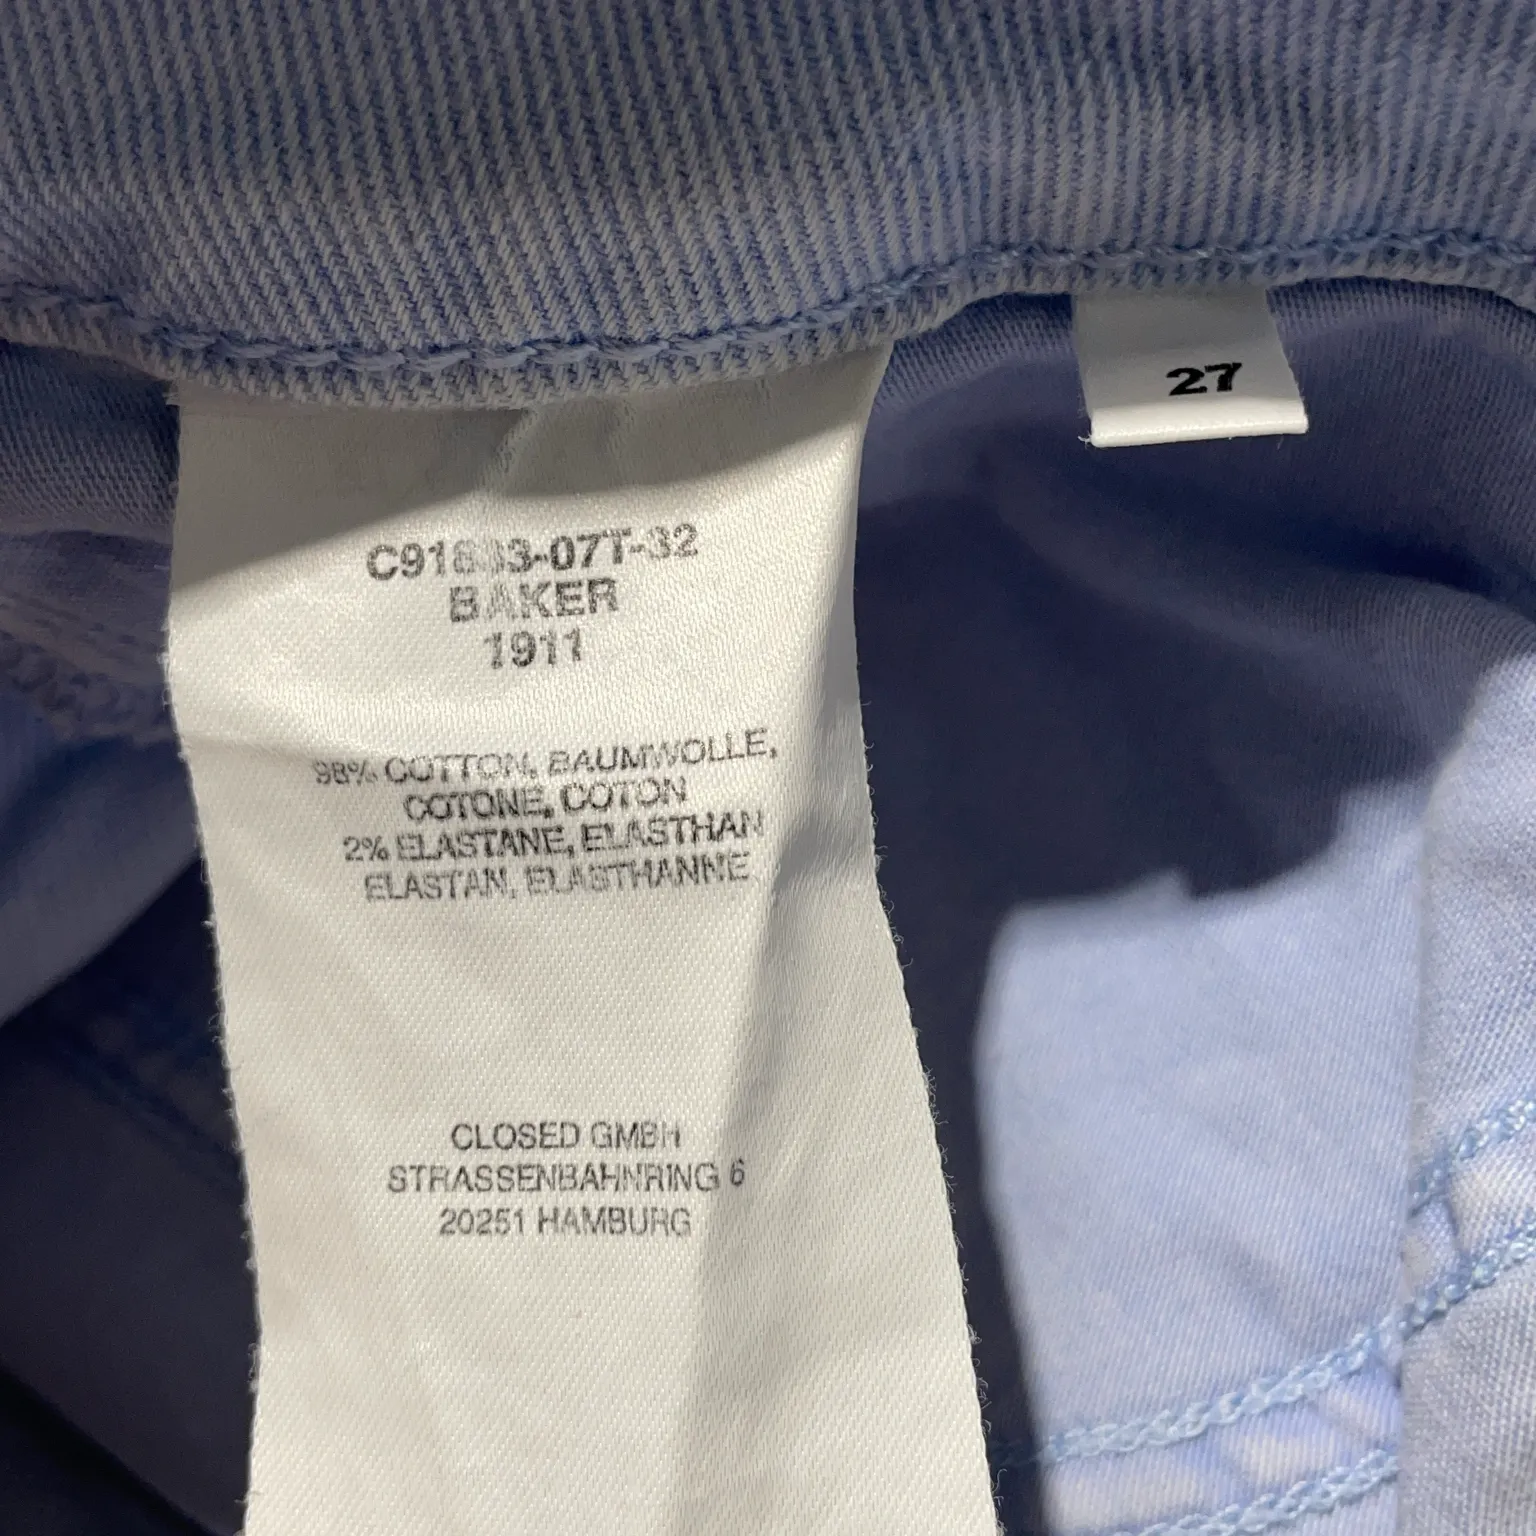 27
BAKER
1911
98% COTTON, BAUMWOLLE,
COTONE, COTON
2% ELASTANE, ELASTHAN
ELASTAN, ELASTHANNE
CLOSED GMBH
STRASSENBAHNRING 6
20251 HAMBURG